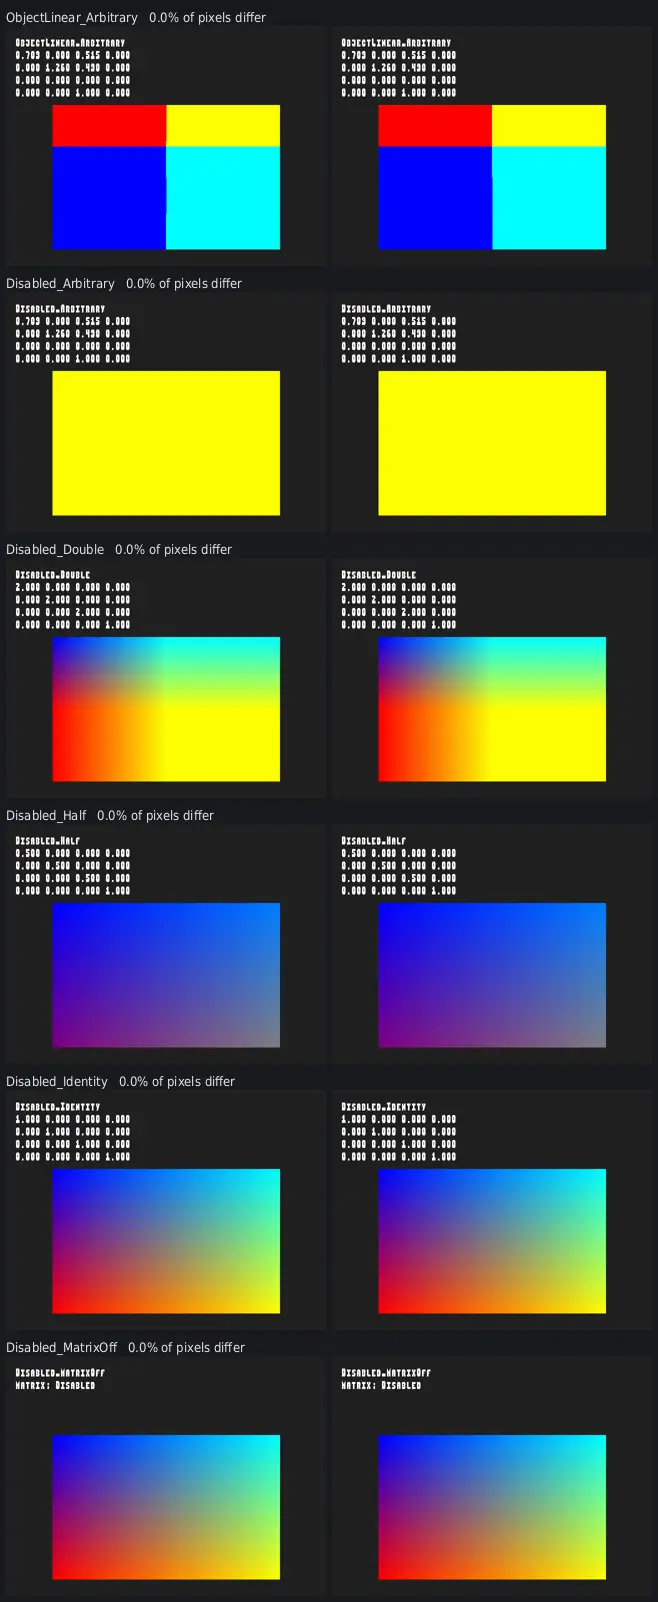 ObjectLinear_Arbitrary   0.0% of pixels differ
ObjectLinear_Arbitrary ObjectLinear_Arbitrary
0.703 0.000 0.515 0.000 0.703 0.000 0.515 0.000
0.000 1.260 0.430 0.000 0.000 1.260 0.430 0.000
0.000 0.000 0.000 0.000 0.000 0.000 0.000 0.000
0.000 0.000 1.000 0.000 0.000 0.000 1.000 0.000
Disabled_Arbitrary   0.0% of pixels differ
Disabled_Arbitrary Disabled_Arbitrary
0.703 0.000 0.515 0.000 0.703 0.000 0.515 0.000
0.000 1.260 0.430 0.000 0.000 1.260 0.430 0.000
0.000 0.000 0.000 0.000 0.000 0.000 0.000 0.000
0.000 0.000 1.000 0.000 0.000 0.000 1.000 0.000
Disabled_Double   0.0% of pixels differ
Disabled_Double Disabled_Double
2.000 0.000 0.000 0.000 2.000 0.000 0.000 0.000
0.000 2.000 0.000 0.000 0.000 2.000 0.000 0.000
0.000 0.000 2.000 0.000 0.000 0.000 2.000 0.000
0.000 0.000 0.000 1.000 0.000 0.000 0.000 1.000
Disabled_Half   0.0% of pixels differ
Disabled_Half Disabled_Half
0.500 0.000 0.000 0.000 0.500 0.000 0.000 0.000
0.000 0.500 0.000 0.000 0.000 0.500 0.000 0.000
0.000 0.000 0.500 0.000 0.000 0.000 0.500 0.000
0.000 0.000 0.000 1.000 0.000 0.000 0.000 1.000
Disabled_Identity   0.0% of pixels differ
Disabled_Identity Disabled_Identity
1.000 0.000 0.000 0.000 1.000 0.000 0.000 0.000
0.000 1.000 0.000 0.000 0.000 1.000 0.000 0.000
0.000 0.000 1.000 0.000 0.000 0.000 1.000 0.000
0.000 0.000 0.000 1.000 0.000 0.000 0.000 1.000
Disabled_MatrixOff   0.0% of pixels differ
Disabled_MatrixOff Disabled_MatrixOff
Matrix: Disabled Matrix: Disabled